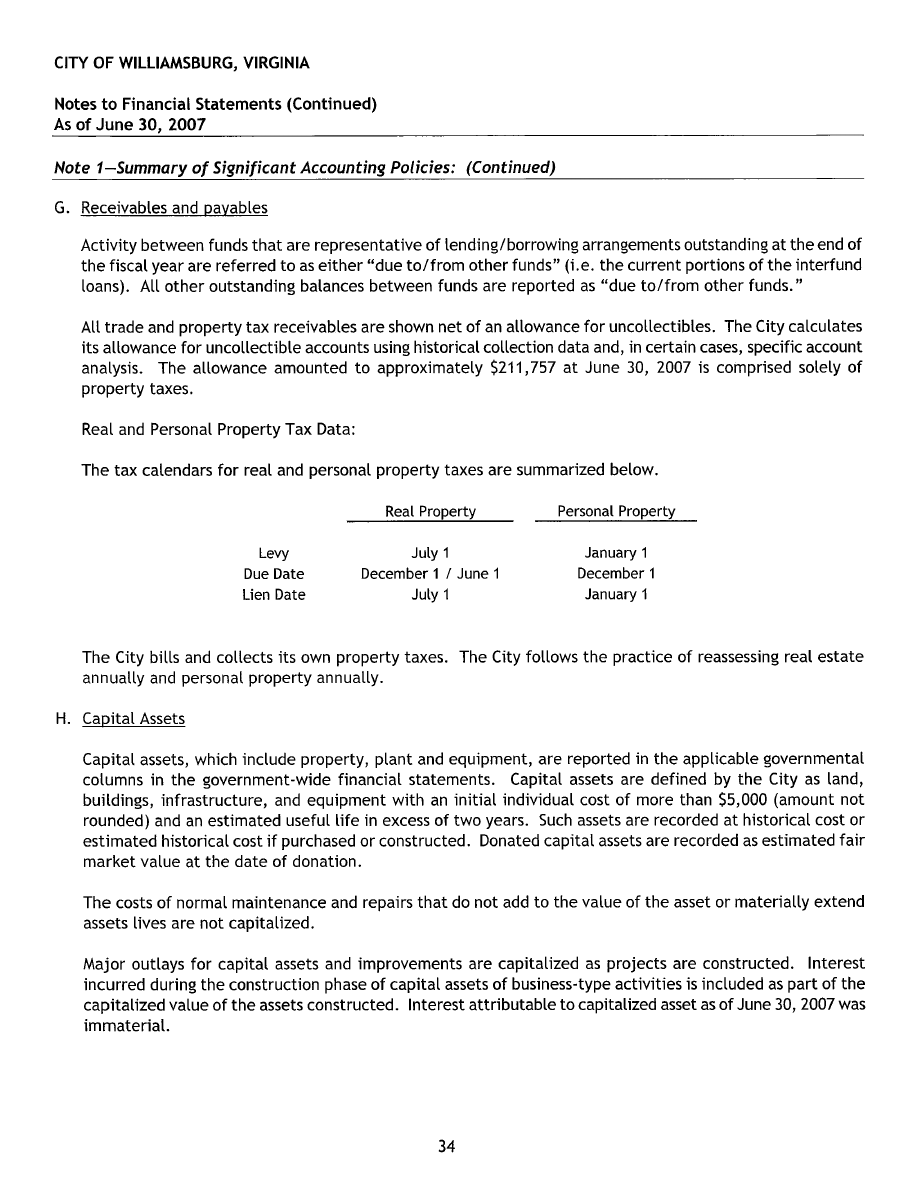 CITY OF WILLIAMSBURG, VIRGINIA
Notes to Financial Statements (Continued)
As of June 30, 2007
Note 1—Summary of Significant Accounting Policies: (Continued)
G. Receivables and payables
Activity between funds that are representative of lending/borrowing arrangements outstanding at the end of
the fiscal year are referred to as either “due to/from other funds” (i.e. the current portions of the interfund
loans). All other outstanding balances between funds are reported as “due to/from other funds.”
All trade and property tax receivables are shown net of an allowance for uncollectibles. The City calculates
its allowance for uncollectible accounts using historical collection data and, in certain cases, specific account
analysis. The allowance amounted to approximately $211,757 at June 30, 2007 is comprised solely of
property taxes.
Real and Personal Property Tax Data:
The tax calendars for real and personal property taxes are summarized below.
Real Property Personal Property
Levy July 1 January 1
Due Date December 1 / June 1 December 1
Lien Date July 1 January 1
The City bills and collects its own property taxes. The City follows the practice of reassessing real estate
annually and personal property annually.
H. Capital Assets
Capital assets, which include property, plant and equipment, are reported in the applicable governmental
columns in the government-wide financial statements. Capital assets are defined by the City as land,
buildings, infrastructure, and equipment with an initial individual cost of more than $5,000 (amount not
rounded) and an estimated useful life in excess of two years. Such assets are recorded at historical cost or
estimated historical cost if purchased or constructed. Donated capital assets are recorded as estimated fair
market value at the date of donation.
The costs of normal maintenance and repairs that do not add to the value of the asset or materially extend
assets lives are not capitalized.
Major outlays for capital assets and improvements are capitalized as projects are constructed. Interest
incurred during the construction phase of capital assets of business-type activities is included as part of the
capitalized value of the assets constructed. Interest attributable to capitalized asset as of June 30, 2007 was
immaterial.
34